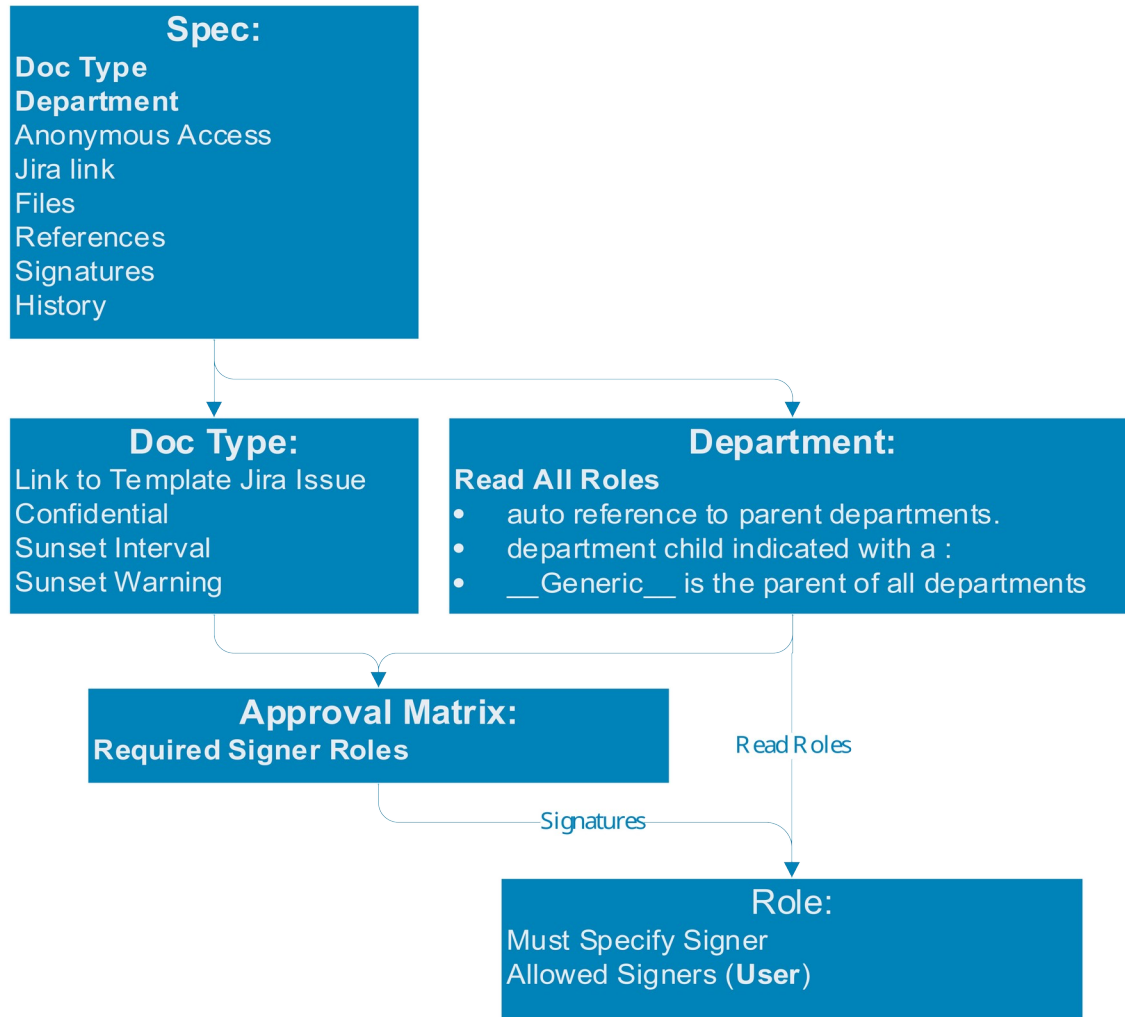 Spec:
Doc Type
Department
Anonymous Access
Jira link
Files
References
Signatures
History
Doc Type:
Link to Template Jira Issue
Confidential
Sunset Interval
Sunset Warning
Department:
Read All Roles
• auto reference to parent departments.
• department child indicated with a :
• __Generic__ is the parent of all departments
Approval Matrix:
Required Signer Roles
Read Roles
Signatures
Role:
Must Specify Signer
Allowed Signers (User)